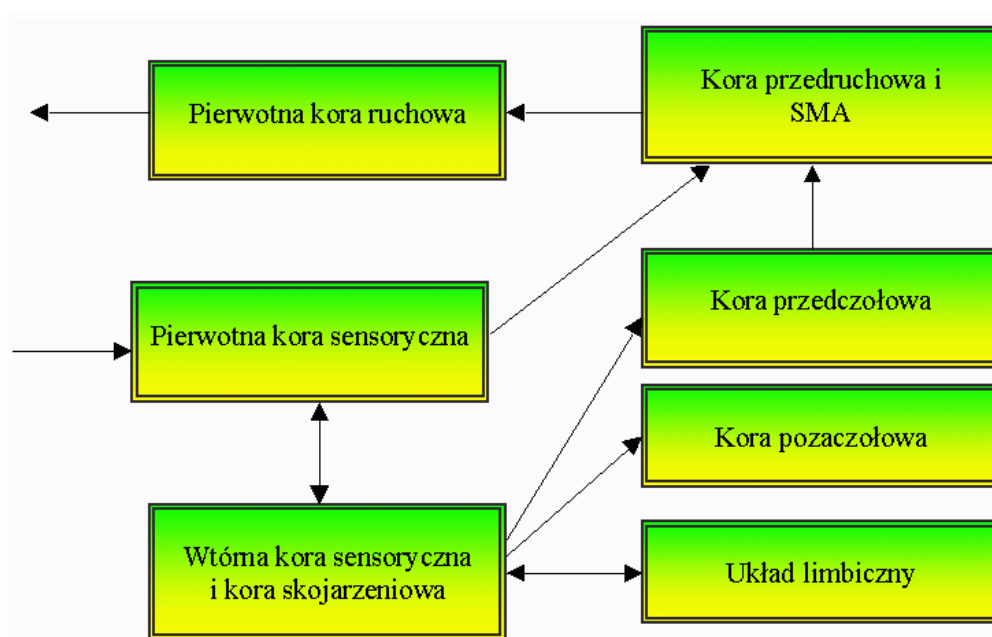 Pierwotna kora ruchowa
Kora przedruchowa i
SMA
Pierwotna kora sensoryczna
Kora przedczołowa
Kora pozaczołowa
Wtórna kora sensoryczna
i kora skojarzeniowa
Układ limbiczny